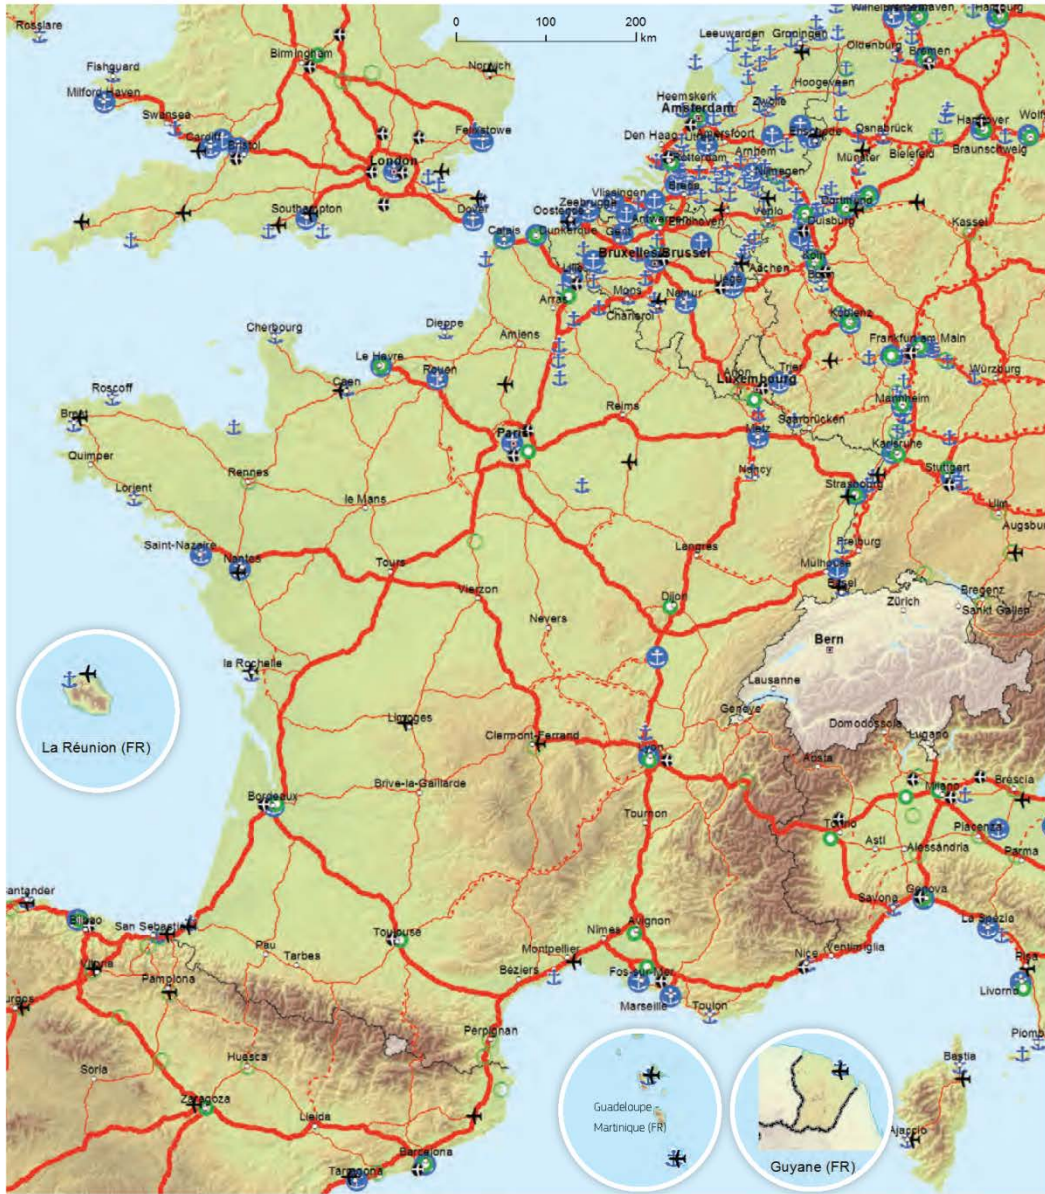 0 100 200
km
Rosslare
Fishguard
Milford Haven
Swansea
Cardiff
Bristol
Birmingham
Norwich
Felixstowe
London
Southampton
Dover
Leeuwarden
Groningen
Wilhelmshaven
Bremerhaven
Hamburg
Oldenburg
Bremen
Hoogeveen
Heemskerk
Zwolle
Amsterdam
Den Haag
Utrecht
Amersfoort
Enschede
Osnabrück
Hannover
Braunschweig
Rotterdam
Arnhem
Nijmegen
Münster
Bielefeld
Breda
Vlissingen
Zeebrugge
Oostende
Antwerpen
Eindhoven
Venlo
Dortmund
Duisburg
Kassel
Calais
Dunkerque
Gent
Bruxelles/Brussel
Aachen
Köln
Bonn
Lille
Mons
Namur
Liège
Arras
Charleroi
Koblenz
Cherbourg
Dieppe
Amiens
Frankfurt am Main
Le Havre
Rouen
Caen
Arlon
Trier
Würzburg
Luxembourg
Roscoff
Brest
Reims
Saarbrücken
Mannheim
Paris
Metz
Karlsruhe
Quimper
Rennes
Nancy
Strasbourg
Stuttgart
Lorient
le Mans
Ulm
Augsburg
Saint-Nazaire
Nantes
Tours
Langres
Freiburg
Mulhouse
Basel
Vierzon
Dijon
Zürich
Bregenz
Sankt Gallen
Nevers
Bern
la Rochelle
Lausanne
Genève
La Réunion (FR)
Limoges
Clermont-Ferrand
Lyon
Domodossola
Lugano
Aosta
Brive-la-Gaillarde
Bordeaux
Milano
Brescia
Tournon
Torino
Asti
Piacenza
Alessandria
Parma
Santander
Bilbao
San Sebastián
Toulouse
Avignon
Nîmes
Savona
Genova
La Spezia
Pau
Tarbes
Montpellier
Béziers
Nice
Ventimiglia
Pisa
Vitoria
Pamplona
Burgos
Fos-sur-Mer
Marseille
Toulon
Livorno
Perpignan
Piomb
Soria
Huesca
Zaragoza
Lleida
Barcelona
Tarragona
Guadeloupe -
Martinique (FR)
Guyane (FR)
Bastia
Ajaccio